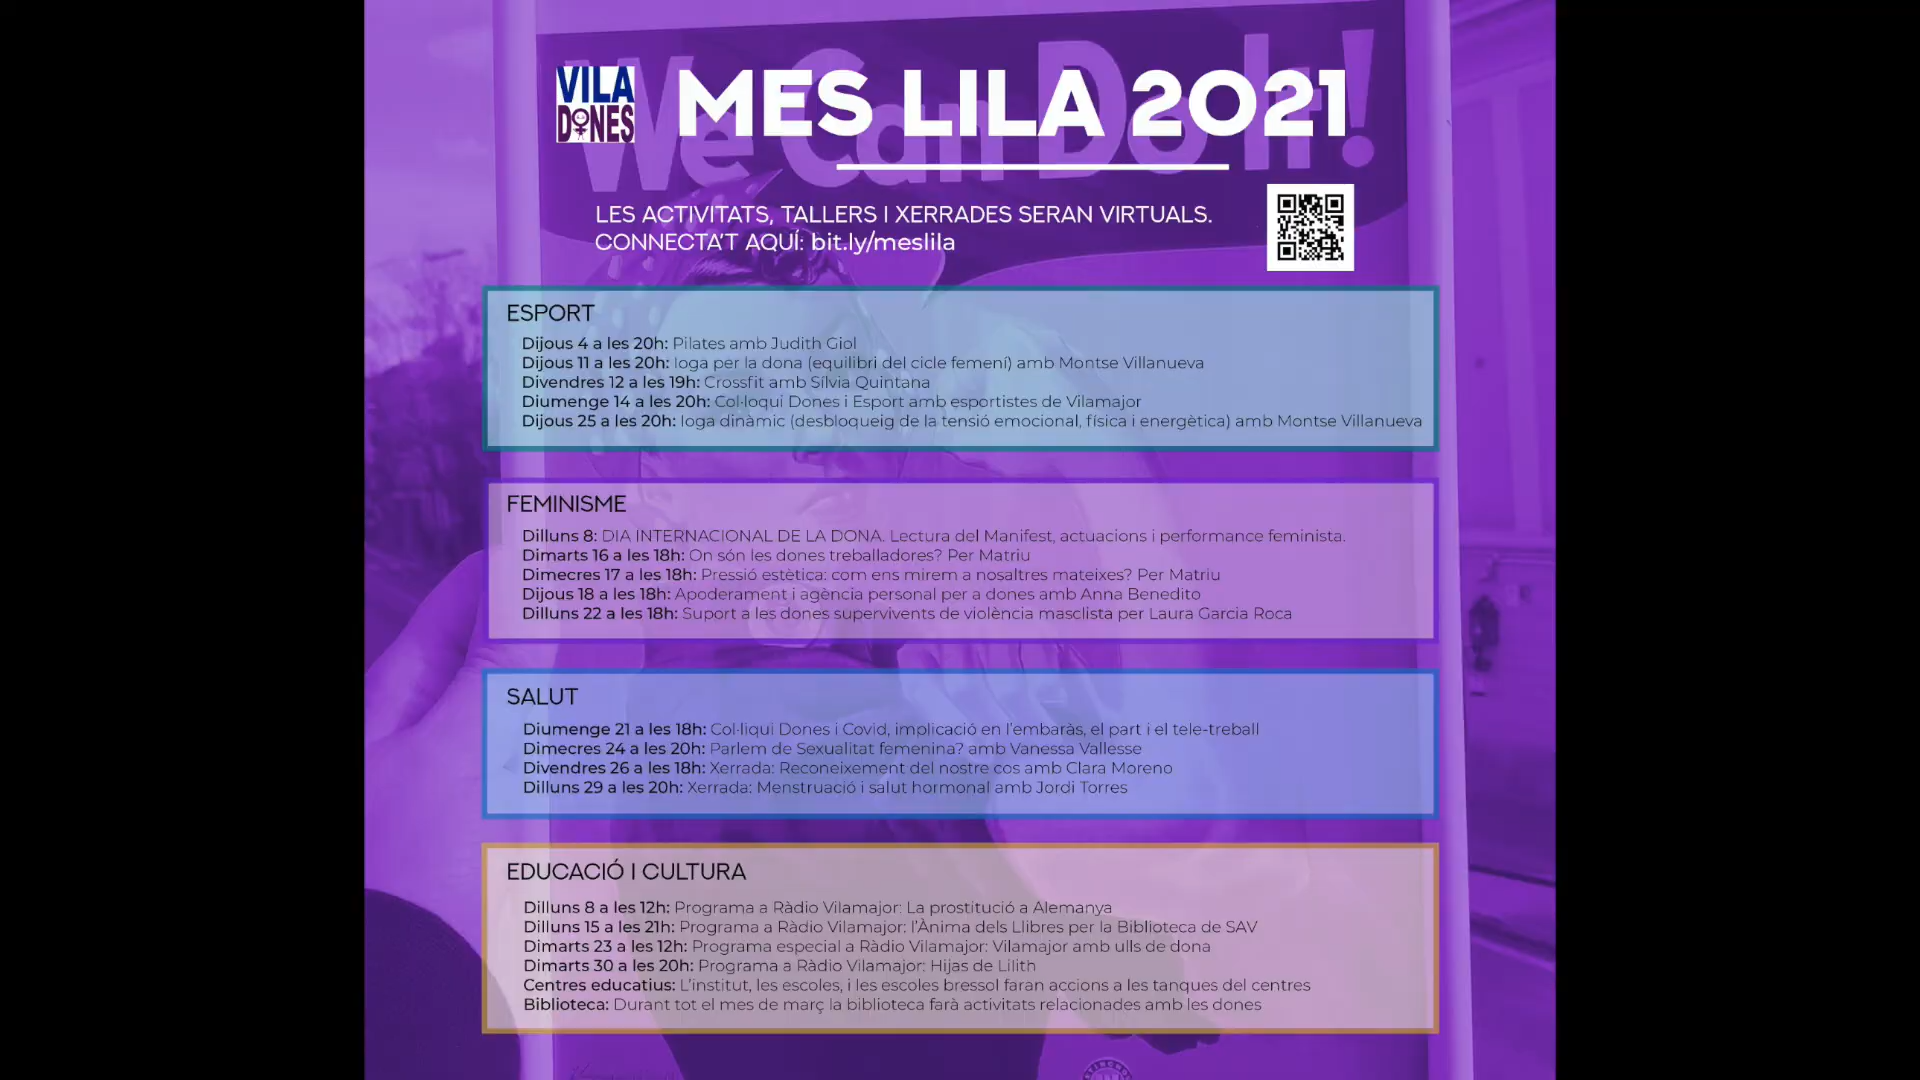 VILA
DONES
We Can Do It!
MES LILA 2021
LES ACTIVITATS, TALLERS I XERRADES SERAN VIRTUALS.
CONNECTA'T AQUÍ: bit.ly/meslila
ESPORT
Dijous 4 a les 20h: Pilates amb Judith Giol
Dijous 11 a les 20h: Ioga per la dona (equilibri del cicle femení) amb Montse Villanueva
Divendres 12 a les 19h: Crossfit amb Sílvia Quintana
Diumenge 14 a les 20h: Col·loqui Dones i Esport amb esportistes de Vilamajor
Dijous 25 a les 20h: Ioga dinàmic (desbloqueig de la tensió emocional, física i energètica) amb Montse Villanueva
FEMINISME
Dilluns 8: DIA INTERNACIONAL DE LA DONA. Lectura del Manifest, actuacions i performance feminista.
Dimarts 16 a les 18h: On són les dones treballadores? Per Matriu
Dimecres 17 a les 18h: Pressió estètica: com ens mirem a nosaltres mateixes? Per Matriu
Dijous 18 a les 18h: Apoderament i agència personal per a dones amb Anna Benedito
Dilluns 22 a les 18h: Suport a les dones supervivents de violència masclista per Laura Garcia Roca
SALUT
Diumenge 21 a les 18h: Col·liqui Dones i Covid, implicació en l'embaràs, el part i el tele-treball
Dimecres 24 a les 20h: Parlem de Sexualitat femenina? amb Vanessa Vallesse
Divendres 26 a les 18h: Xerrada: Reconeixement del nostre cos amb Clara Moreno
Dilluns 29 a les 20h: Xerrada: Menstruació i salut hormonal amb Jordi Torres
EDUCACIÓ I CULTURA
Dilluns 8 a les 12h: Programa a Ràdio Vilamajor: La prostitució a Alemanya
Dilluns 15 a les 21h: Programa a Ràdio Vilamajor: l'Ànima dels Llibres per la Biblioteca de SAV
Dimarts 23 a les 12h: Programa especial a Ràdio Vilamajor: Vilamajor amb ulls de dona
Dimarts 30 a les 20h: Programa a Ràdio Vilamajor: Hijas de Lilith
Centres educatius: L'institut, les escoles, i les escoles bressol faran accions a les tanques del centres
Biblioteca: Durant tot el mes de març la biblioteca farà activitats relacionades amb les dones